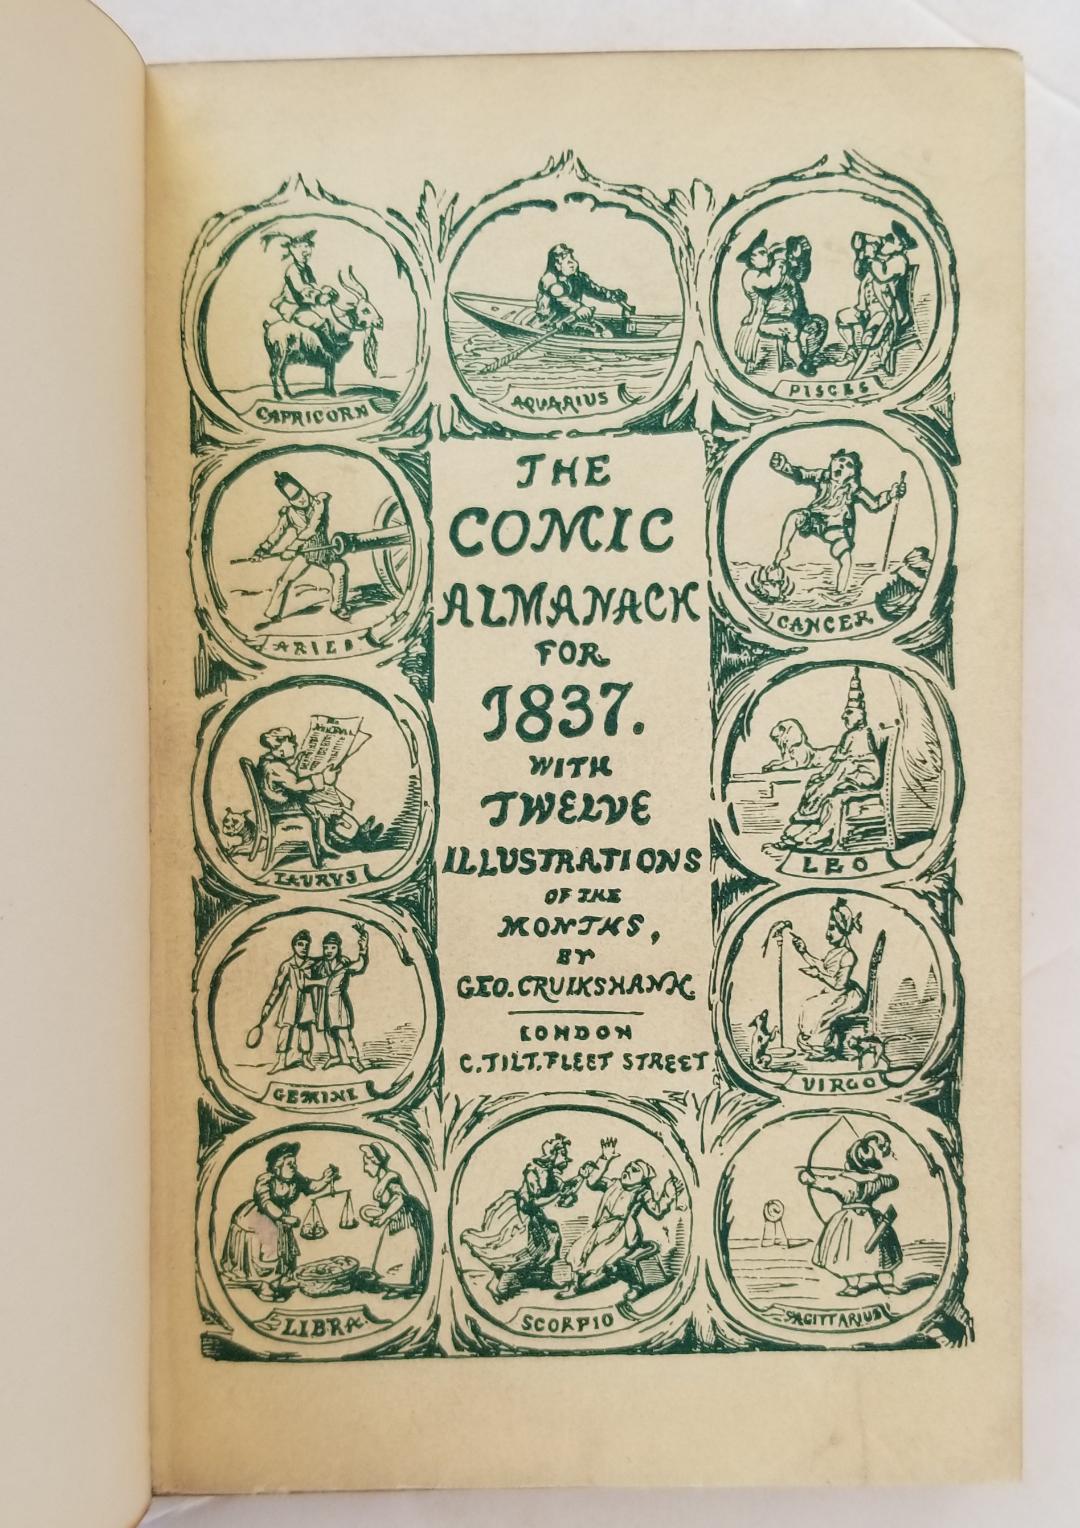 CAPRICORN
AQUARIUS
PISCES
THE
COMIC
ALMANACK
FOR
1837.
WITH
TWELVE
ILLUSTRATIONS
OF THE
MONTHS,
BY
GEO. CRUIKSHANK.
LONDON
C. TILT, FLEET STREET.
ARIES
CANCER
TAURUS
LEO
GEMINI
VIRGO
LIBRA.
SCORPIO
SAGITTARIUS